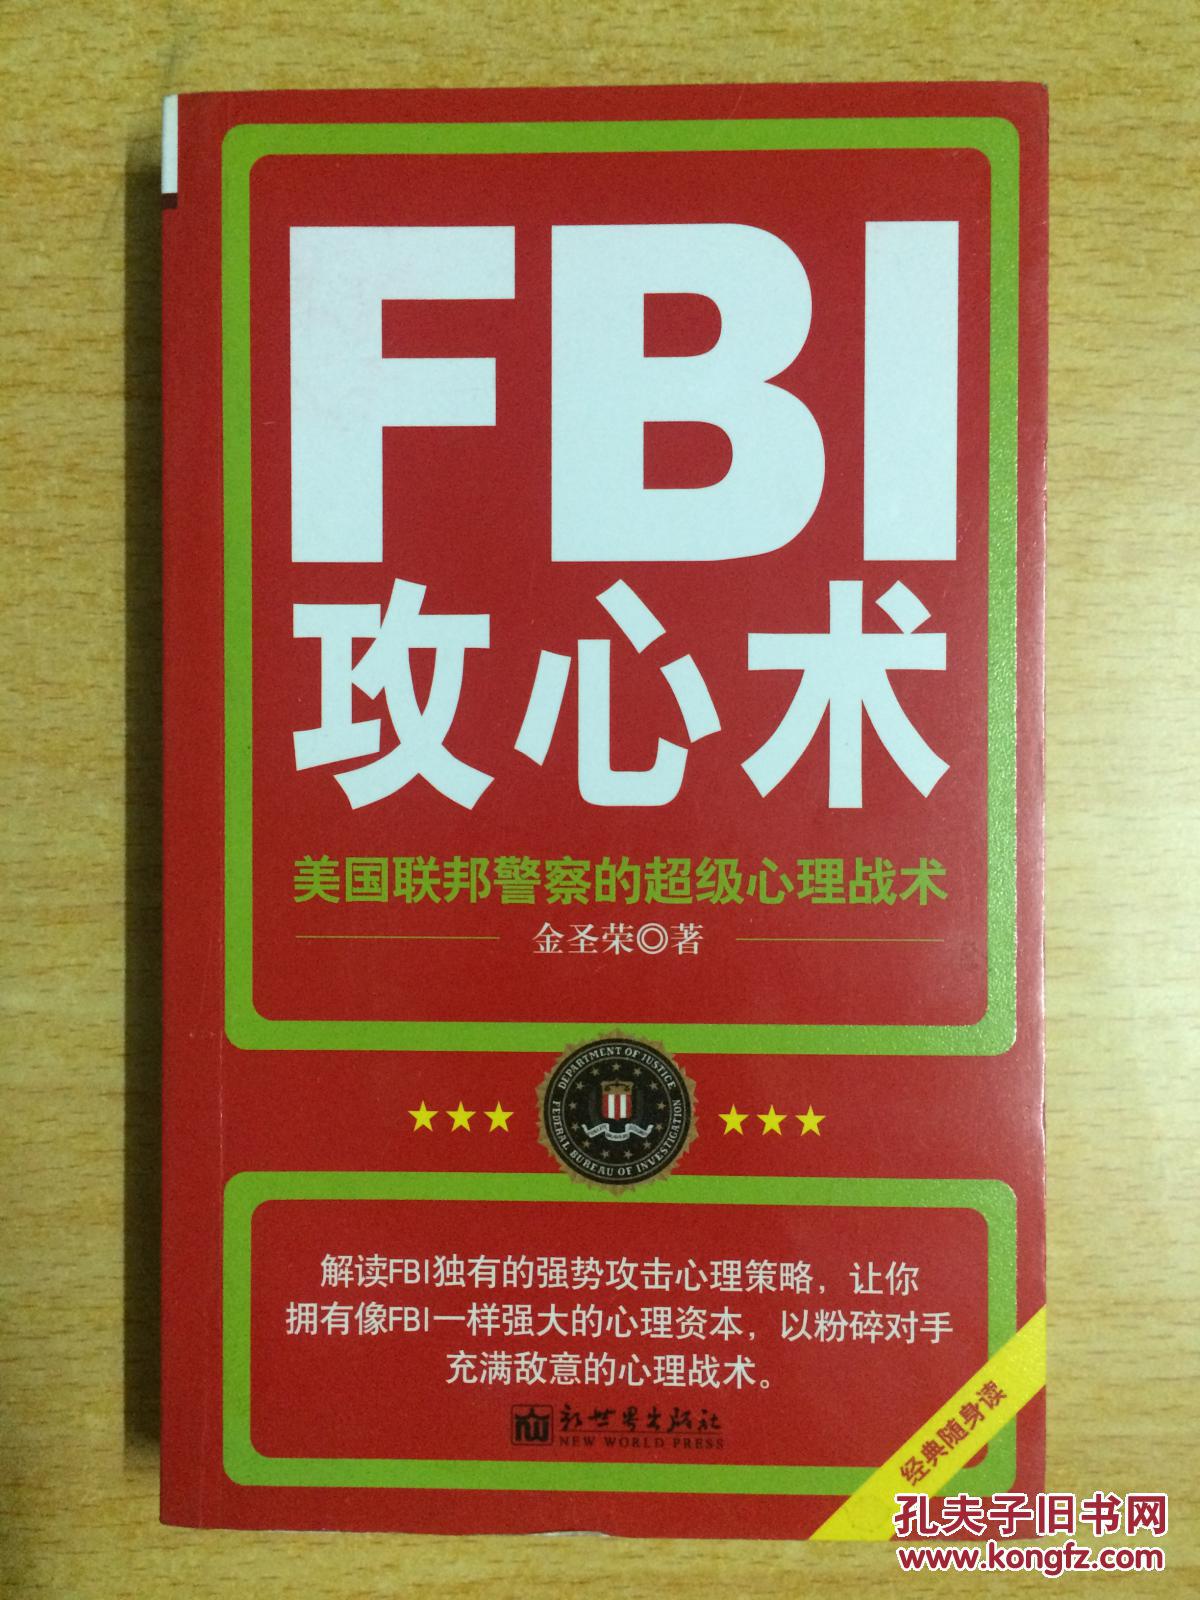 FBI
攻心术
美国联邦警察的超级心理战术
金圣荣◎著
DEPARTMENT OF JUSTICE
FEDERAL BUREAU OF INVESTIGATION
解读FBI独有的强势攻击心理策略，让你
拥有像FBI一样强大的心理资本，以粉碎对手
充满敌意的心理战术。
新世界出版社
NEW WORLD PRESS
经典随身读
孔夫子旧书网
www.kongfz.com